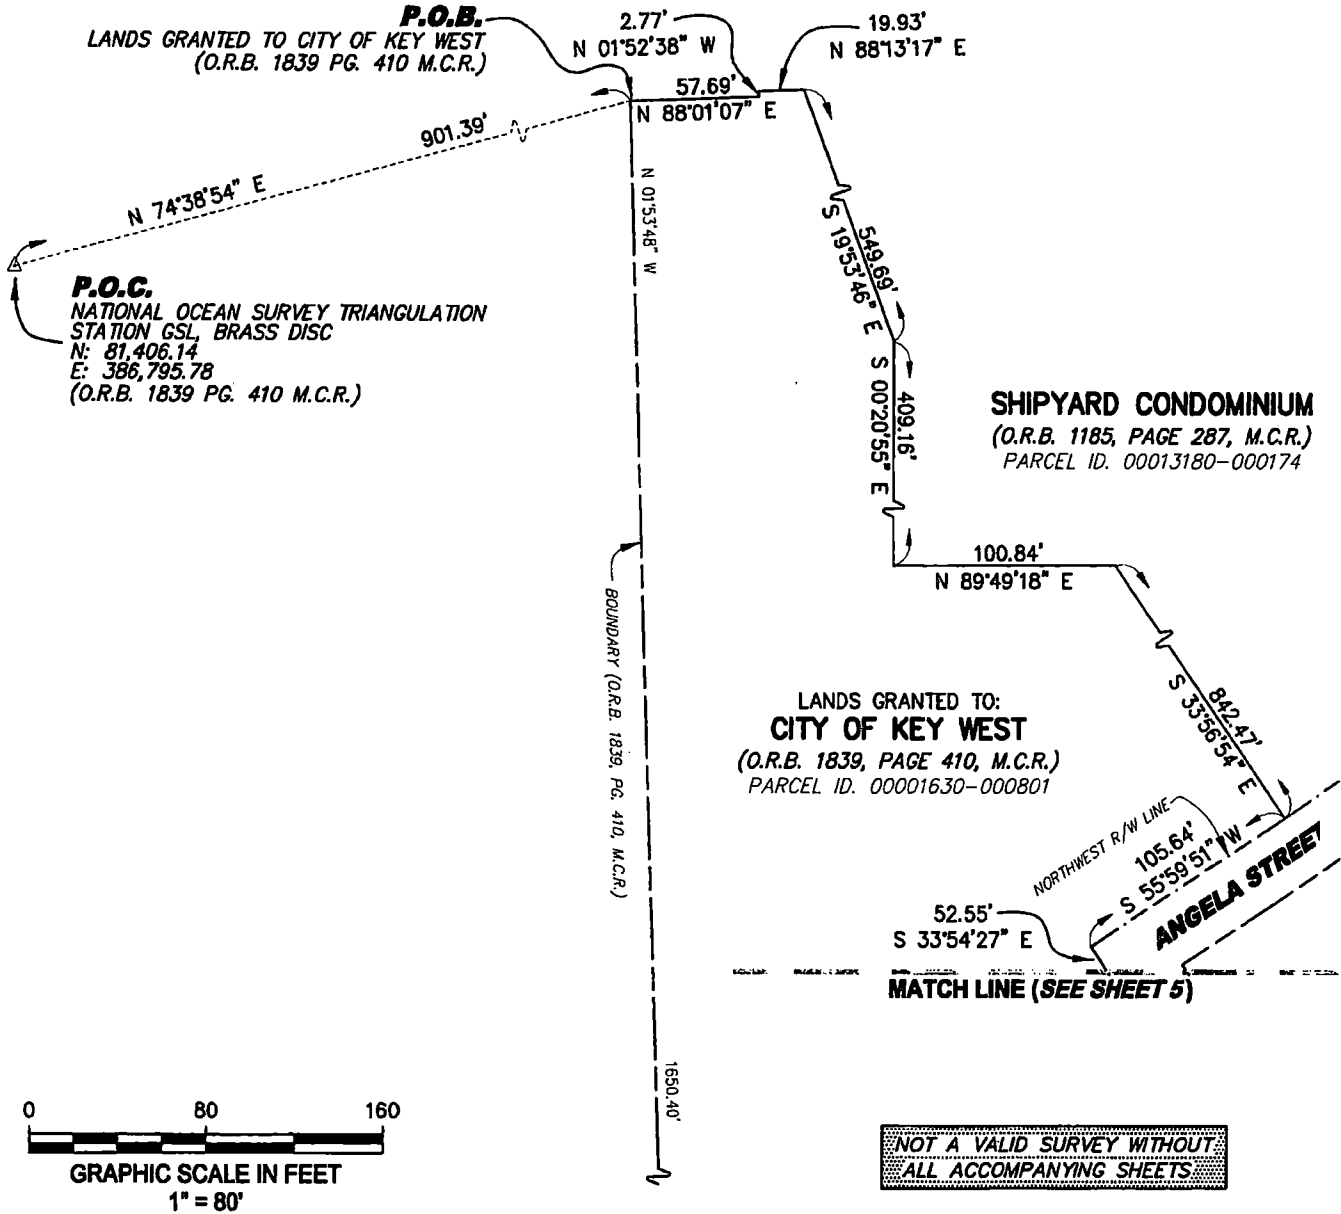 P.O.B.
LANDS GRANTED TO CITY OF KEY WEST
(O.R.B. 1839 PG. 410 M.C.R.)
2.77'
N 01°52'38" W
19.93'
N 88°13'17" E
57.69'
N 88°01'07" E
901.39'
N 74°38'54" E
P.O.C.
NATIONAL OCEAN SURVEY TRIANGULATION
STATION GSL, BRASS DISC
N: 81,406.14
E: 386,795.78
(O.R.B. 1839 PG. 410 M.C.R.)
N 01°53'48" W
549.69'
S 19°53'46" E
409.16'
S 00°20'55" E
SHIPYARD CONDOMINIUM
(O.R.B. 1185, PAGE 287, M.C.R.)
PARCEL ID. 00013180-000174
100.84'
N 89°49'18" E
BOUNDARY (O.R.B. 1839, PG. 410, M.C.R.)
842.47'
S 33°56'54" E
LANDS GRANTED TO:
CITY OF KEY WEST
(O.R.B. 1839, PAGE 410, M.C.R.)
PARCEL ID. 00001630-000801
NORTHWEST R/W LINE
105.64'
S 55°59'51" W
ANGELA STREET
52.55'
S 33°54'27" E
MATCH LINE (SEE SHEET 5)
1650.40'
0 80 160
GRAPHIC SCALE IN FEET
1" = 80'
NOT A VALID SURVEY WITHOUT
ALL ACCOMPANYING SHEETS